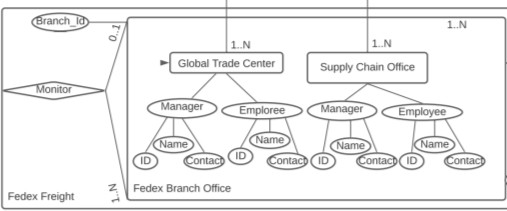 Branch_Id
0..1
1..N
1..N
1..N
Global Trade Center
Supply Chain Office
Monitor
Manager
Emploree
Manager
Employee
Name
Name
Name
Name
ID
Contact
ID
Contact
ID
Contact
ID
Contact
Fedex Freight
1..N
Fedex Branch Office